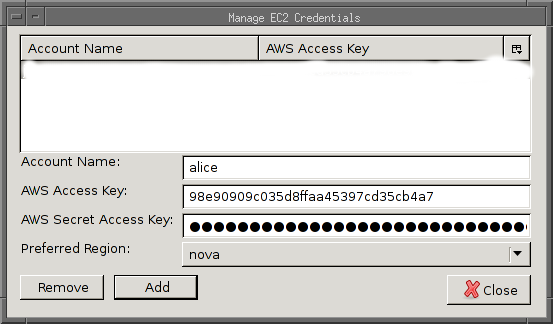 Manage EC2 Credentials
Account Name AWS Access Key
Account Name: alice
AWS Access Key: 98e90909c035d8ffaa45397cd35cb4a7
AWS Secret Access Key: ●●●●●●●●●●●●●●●●●●●●●●●●●●●●●
Preferred Region: nova
Remove Add Close